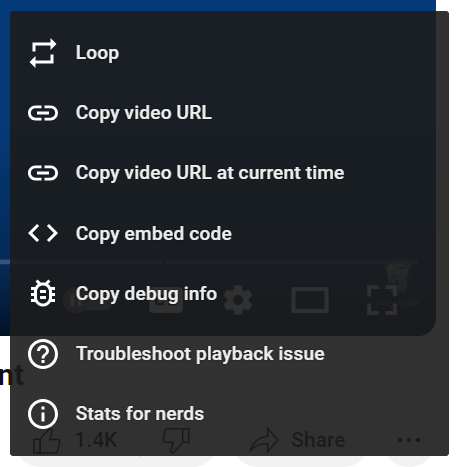 Loop
Copy video URL
Copy video URL at current time
Copy embed code
Copy debug info
Troubleshoot playback issue
nt
Stats for nerds
1.4K
Share